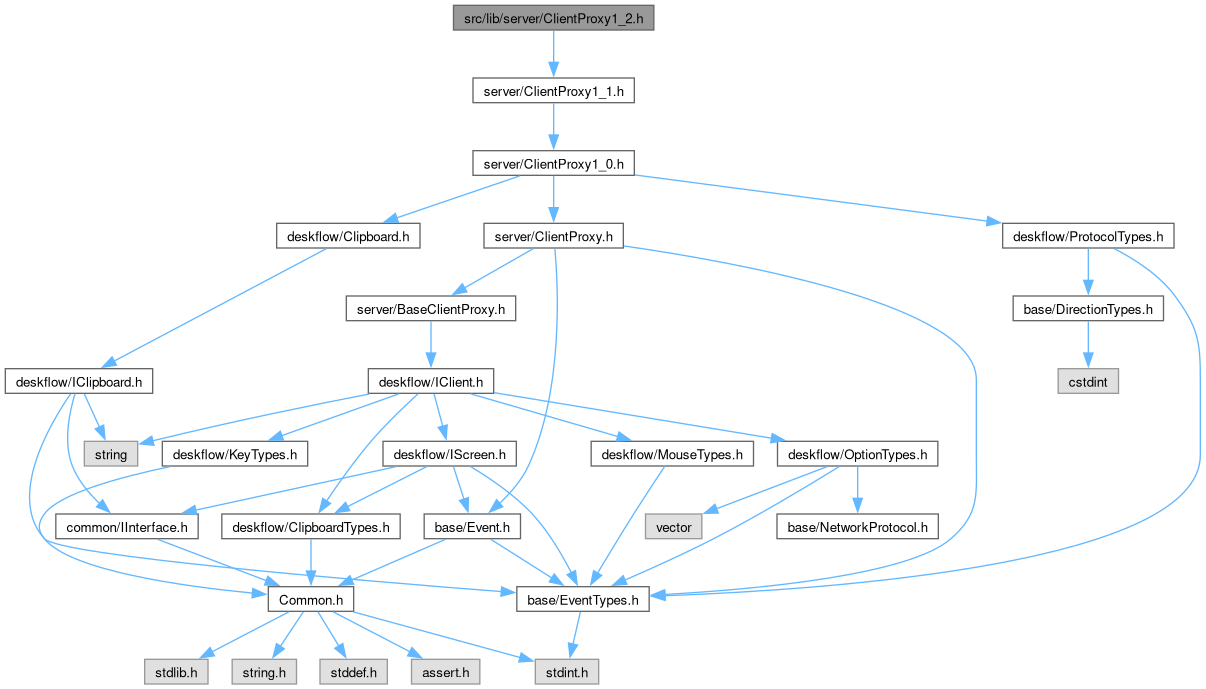 src/lib/server/ClientProxy1_2.h
server/ClientProxy1_1.h
server/ClientProxy1_0.h
deskflow/Clipboard.h
server/ClientProxy.h
deskflow/ProtocolTypes.h
server/BaseClientProxy.h
base/DirectionTypes.h
deskflow/IClipboard.h
deskflow/IClient.h
cstdint
string
deskflow/KeyTypes.h
deskflow/IScreen.h
deskflow/MouseTypes.h
deskflow/OptionTypes.h
common/IInterface.h
deskflow/ClipboardTypes.h
base/Event.h
vector
base/NetworkProtocol.h
Common.h
base/EventTypes.h
stdlib.h
string.h
stddef.h
assert.h
stdint.h